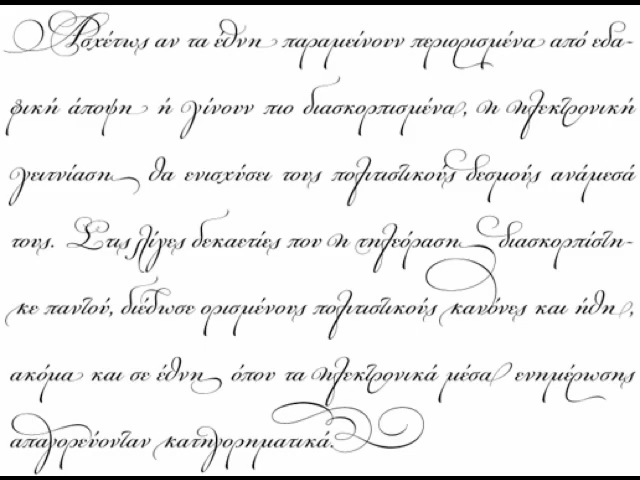 Ασχέτως αν τα έθνη παραμείνουν περιορισμένα από εδα-
φική άποψη ή γίνουν πιο διασκορπισμένα, η ηλεκτρονική
γειτνίαση θα ενισχύσει τους πολιτιστικούς δεσμούς ανάμεσά
τους. Στις λίγες δεκαετίες που η τηλεόραση διασκορπίστη-
κε παντού, διέδωσε ορισμένους πολιτιστικούς κανόνες και ήθη,
ακόμα και σε έθνη όπου τα ηλεκτρονικά μέσα ενημέρωσης
απαγορεύονταν κατηγορηματικά.